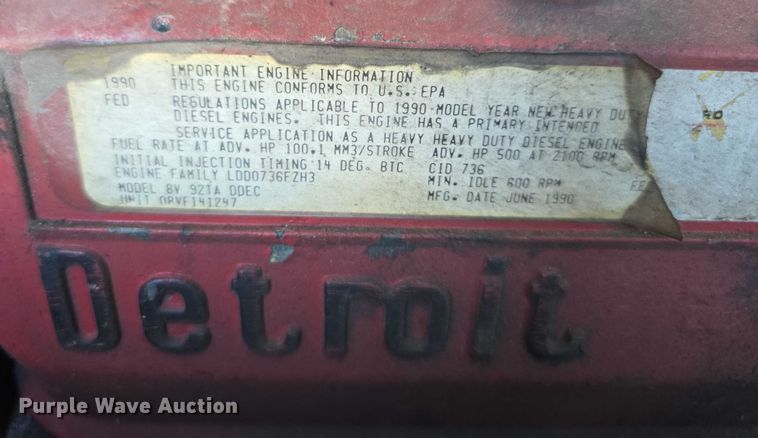 IMPORTANT ENGINE INFORMATION
1990 THIS ENGINE CONFORMS TO U.S. EPA
FED REGULATIONS APPLICABLE TO 1990 MODEL YEAR NEW HEAVY DUTY
DIESEL ENGINES. THIS ENGINE HAS A PRIMARY INTENDED
SERVICE APPLICATION AS A HEAVY HEAVY DUTY DIESEL ENGINE
FUEL RATE AT ADV. HP 100.1 MM3/STROKE ADV. HP 500 AT 2100 RPM
INITIAL INJECTION TIMING 14 DEG. BTC CID 736
ENGINE FAMILY LDD0736FZH3 MIN. IDLE 600 RPM
MODEL 8V 92TA DDEC MFG. DATE JUNE 1990
UNIT
Detroit
Purple Wave Auction